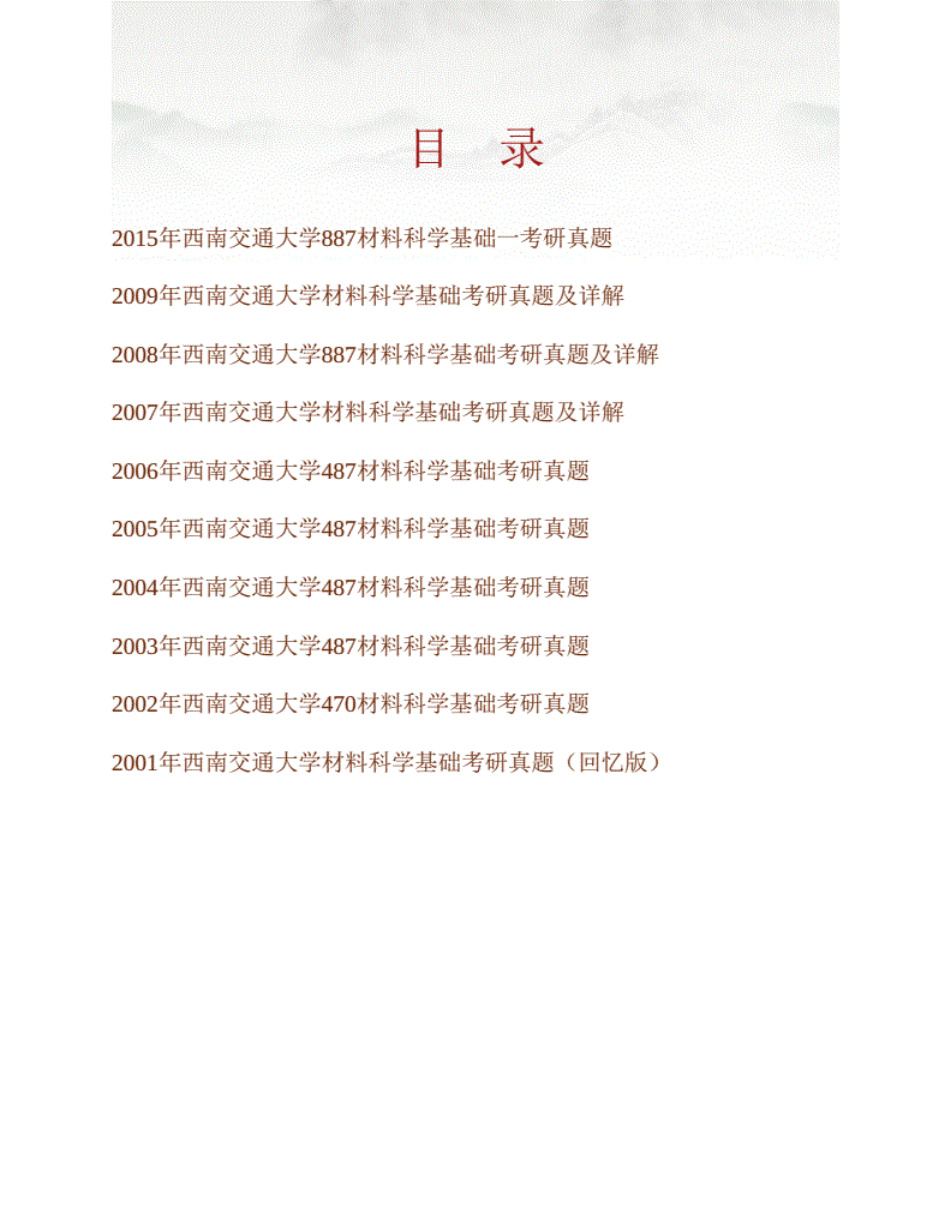 目 录
2015年西南交通大学887材料科学基础一考研真题
2009年西南交通大学材料科学基础考研真题及详解
2008年西南交通大学887材料科学基础考研真题及详解
2007年西南交通大学材料科学基础考研真题及详解
2006年西南交通大学487材料科学基础考研真题
2005年西南交通大学487材料科学基础考研真题
2004年西南交通大学487材料科学基础考研真题
2003年西南交通大学487材料科学基础考研真题
2002年西南交通大学470材料科学基础考研真题
2001年西南交通大学材料科学基础考研真题（回忆版）